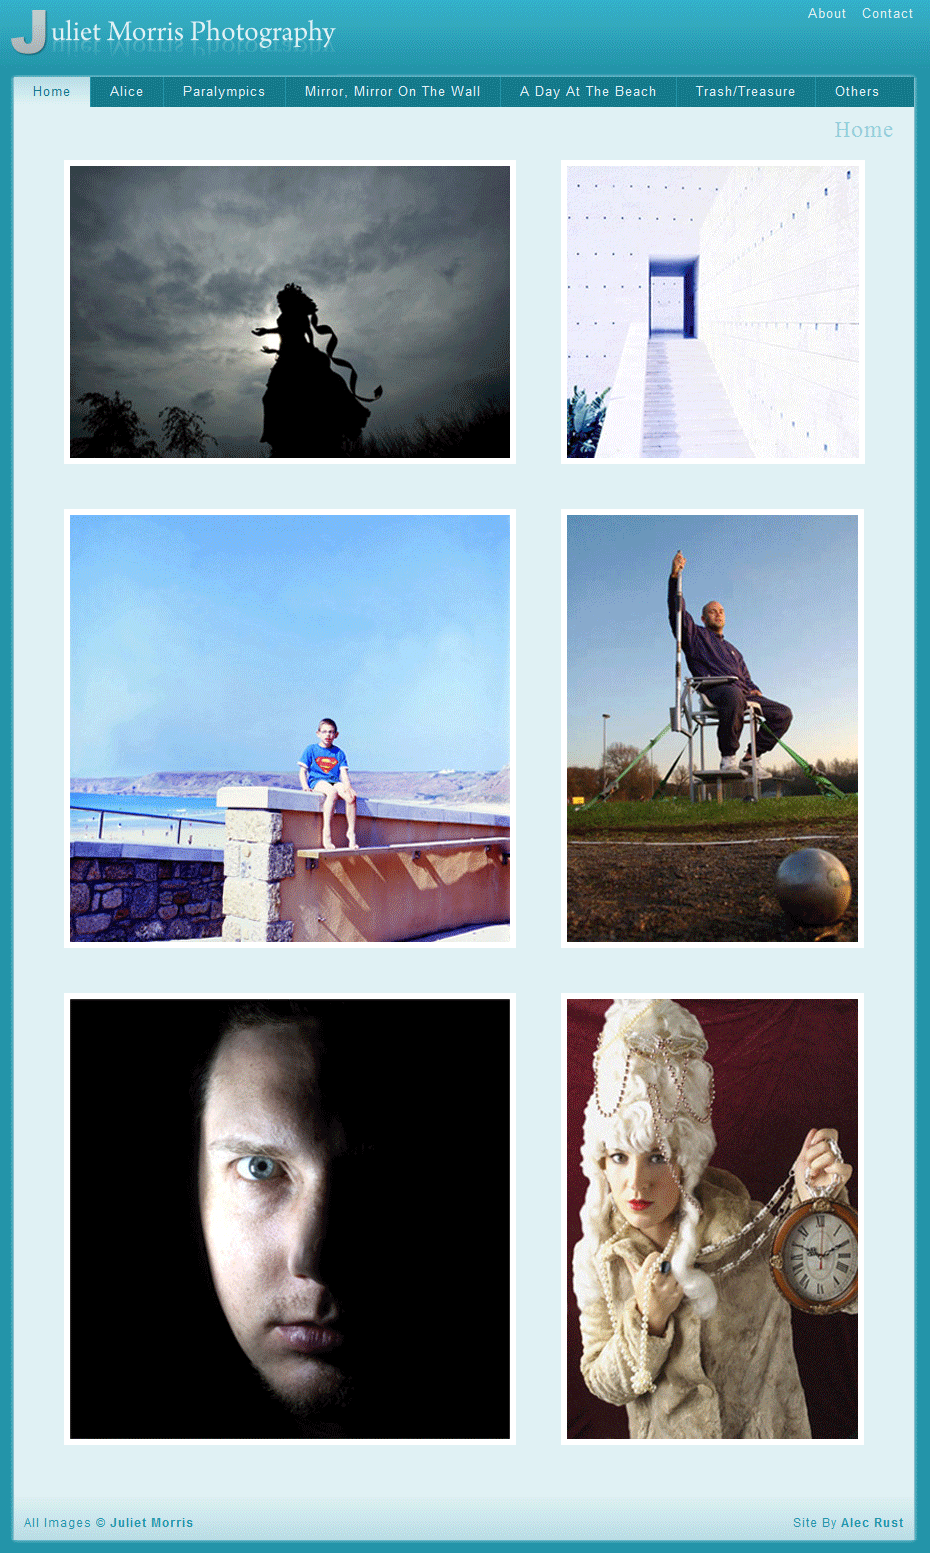 About Contact
Juliet Morris Photography
Home Alice Paralympics Mirror, Mirror On The Wall A Day At The Beach Trash/Treasure Others
Home
All Images © Juliet Morris Site By Alec Rust